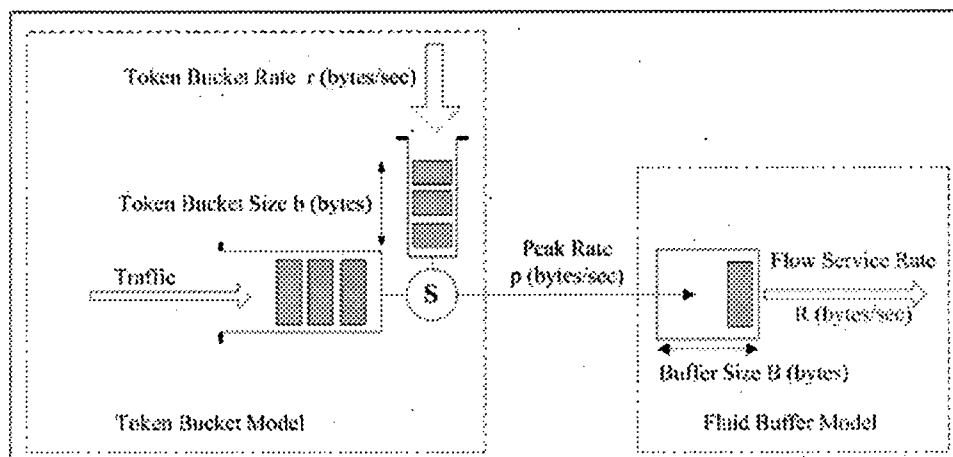 Token Bucket Rate r (bytes/sec)
Token Bucket Size b (bytes)
Traffic
S
Peak Rate
p (bytes/sec)
Flow Service Rate
R (bytes/sec)
Buffer Size B (bytes)
Token Bucket Model
Fluid Buffer Model